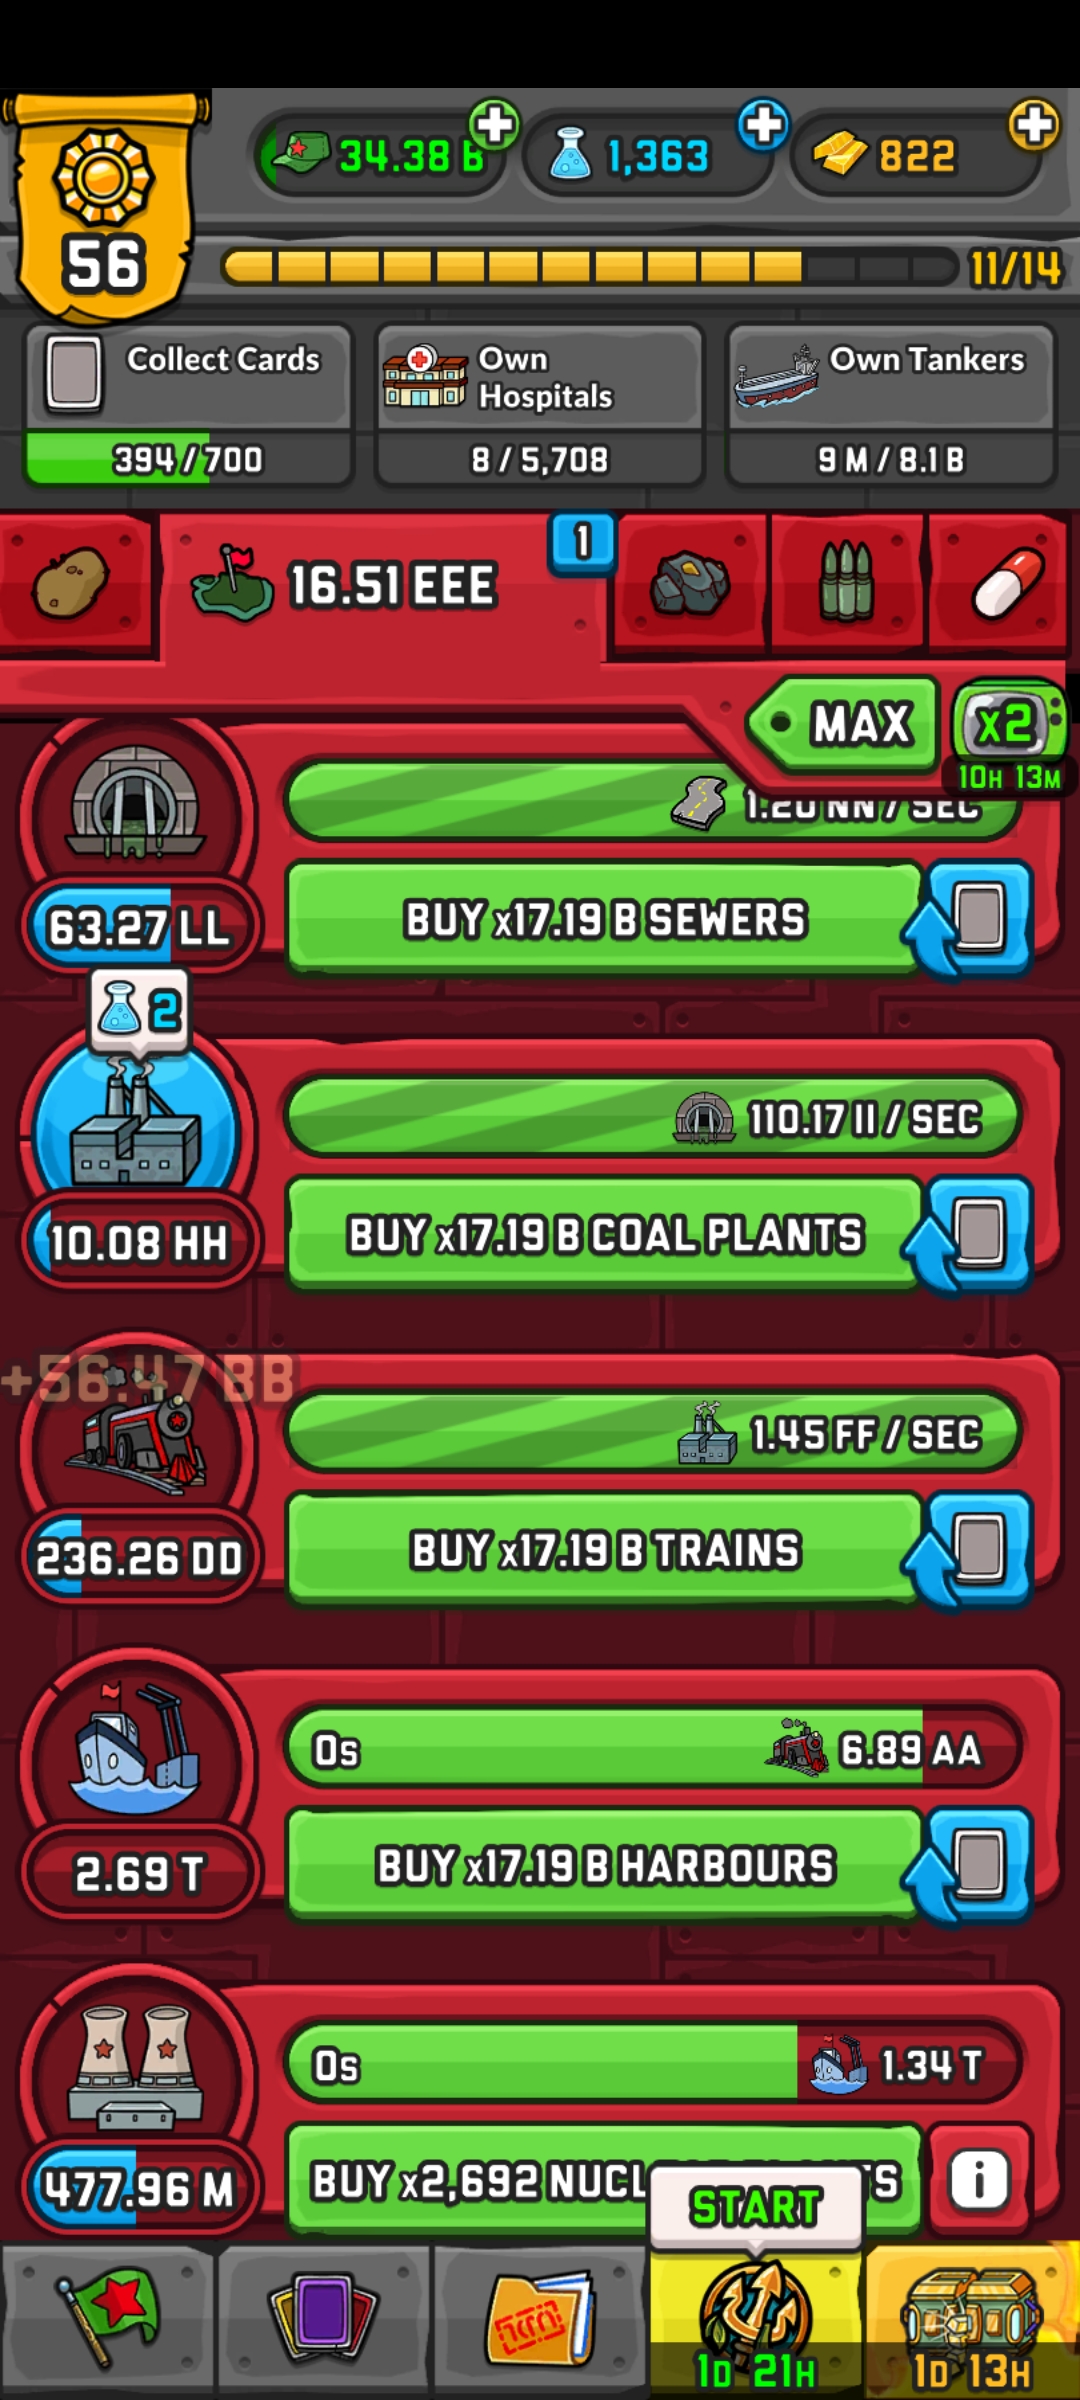 34.38 B
1,363
822
56
11/14
Collect Cards
394 / 700
Own
Hospitals
8 / 5,708
Own Tankers
9 M / 8.1 B
16.51 EEE
1
MAX
x2
10H 13M
1.20 NN / SEC
63.27 LL
BUY x17.19 B SEWERS
2
110.17 II / SEC
10.08 HH
BUY x17.19 B COAL PLANTS
+56.47 BB
1.45 FF / SEC
236.26 DD
BUY x17.19 B TRAINS
0s
6.89 AA
2.69 T
BUY x17.19 B HARBOURS
0s
1.34 T
477.96 M
BUY x2,692
START
1D 21H
1D 13H